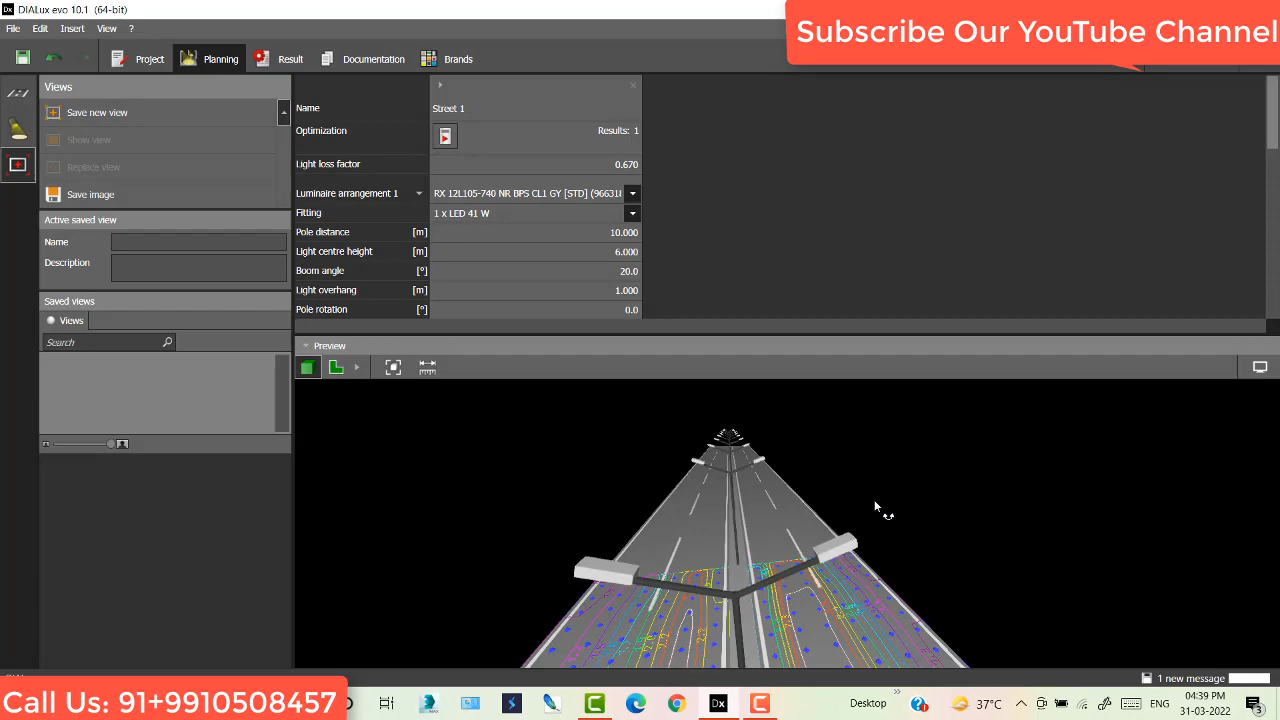 DIALux evo 10.1 (64-bit)
Subscribe Our YouTube Channel
File Edit Insert View ?
Project Planning Result Documentation Brands
Views
Save new view
Show view
Replace view
Save image
Active saved view
Name
Description
Saved views
Views
Search
Name Street 1
Optimization Results: 1
Light loss factor 0.670
Luminaire arrangement 1 RX 12L105-740 NR BPS CL1 GY [STD] (966318
Fitting 1 x LED 41 W
Pole distance [m] 10.000
Light centre height [m] 6.000
Boom angle [°] 20.0
Light overhang [m] 1.000
Pole rotation [°] 0.0
Preview
1 new message
Call Us: 91+9910508457
Desktop
37°C
ENG
04:39 PM
31-03-2022
3